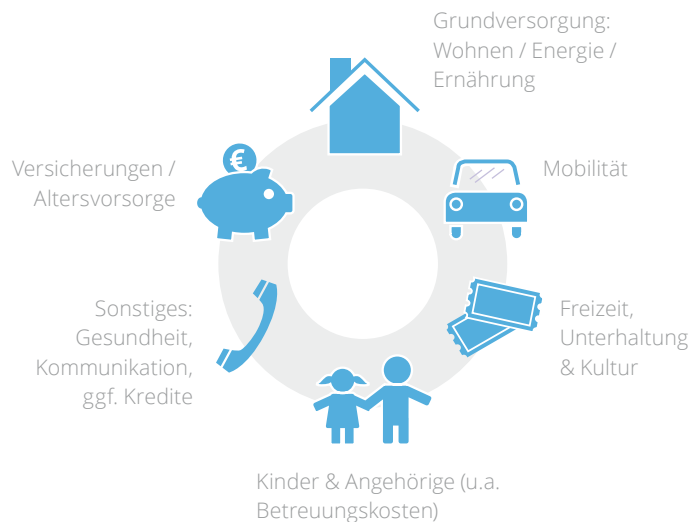 Grundversorgung:
Wohnen / Energie /
Ernährung
Versicherungen /
Altersvorsorge
€
Mobilität
Sonstiges:
Gesundheit,
Kommunikation,
ggf. Kredite
Freizeit,
Unterhaltung
& Kultur
Kinder & Angehörige (u.a.
Betreuungskosten)